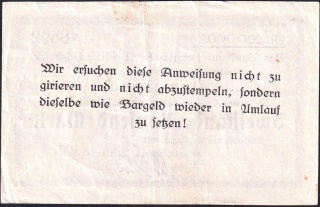 Wir ersuchen diese Anweisung nicht zu
girieren und nicht abzustempeln, sondern
dieselbe wie Bargeld wieder in Umlauf
zu setzen!